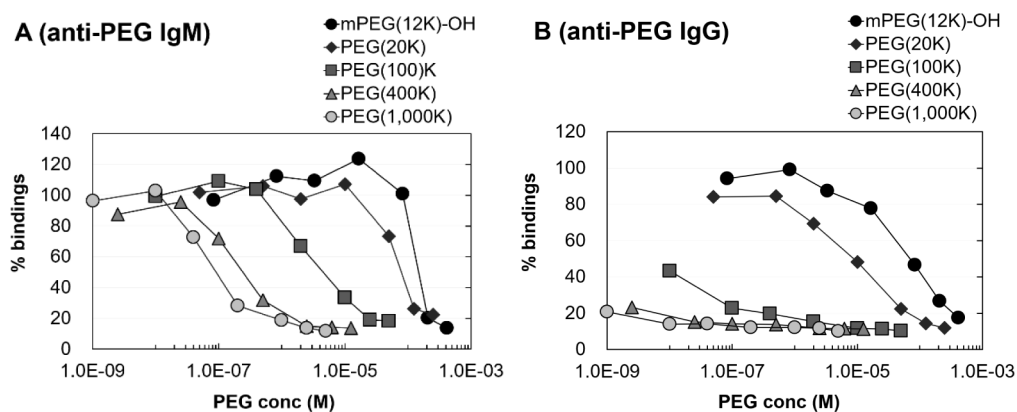 A (anti-PEG IgM)
mPEG(12K)-OH
PEG(20K)
PEG(100)K
PEG(400K)
PEG(1,000K)
140
120
100
80
60
40
20
0
% bindings
1.0E-09
1.0E-07
1.0E-05
1.0E-03
PEG conc (M)
B (anti-PEG IgG)
mPEG(12K)-OH
PEG(20K)
PEG(100K)
PEG(400K)
PEG(1,000K)
120
100
80
60
40
20
0
% bindings
1.0E-09
1.0E-07
1.0E-05
1.0E-03
PEG conc (M)